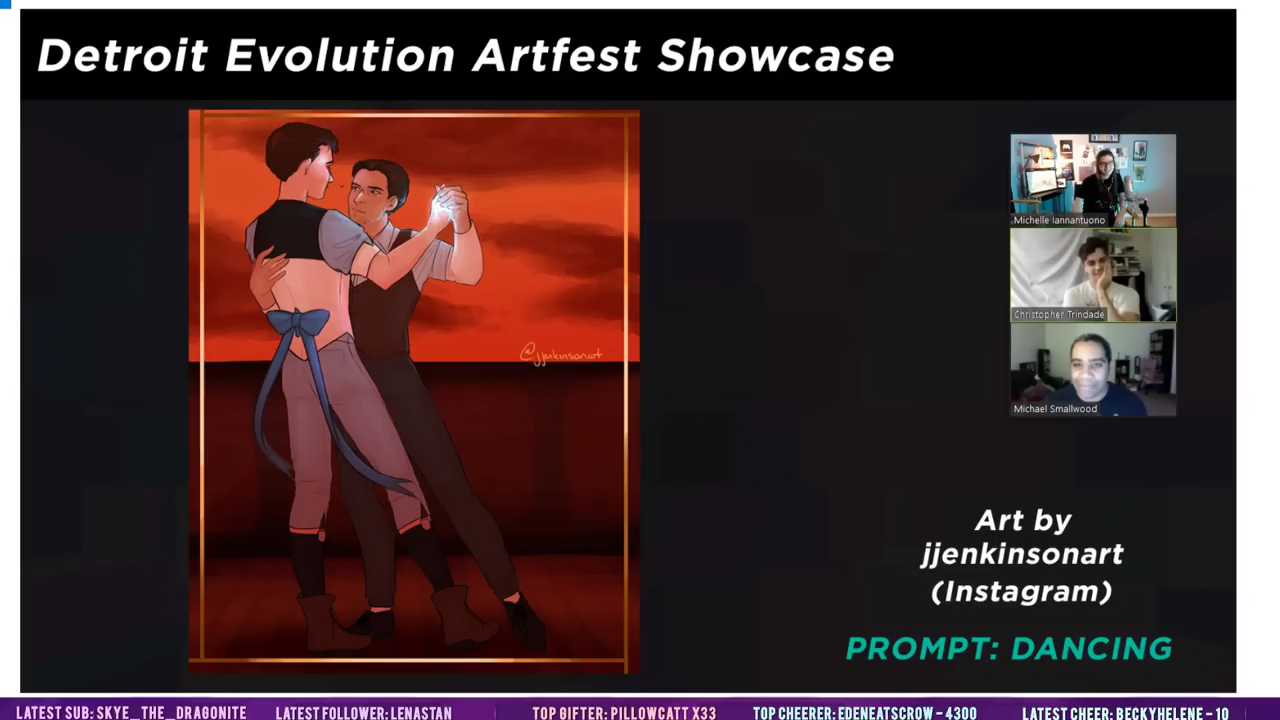 Detroit Evolution Artfest Showcase
@jjenkinsonart
Michelle Iannantuono
Christopher Trindade
Michael Smallwood
Art by
jjenkinsonart
(Instagram)
PROMPT: DANCING
LATEST SUB: SKYE_THE_DRAGONITE LATEST FOLLOWER: LENASTAN TOP GIFTER: PILLOWCATT X33 TOP CHEERER: EDENEATSCROW - 4300 LATEST CHEER: BECKYHELENE - 10